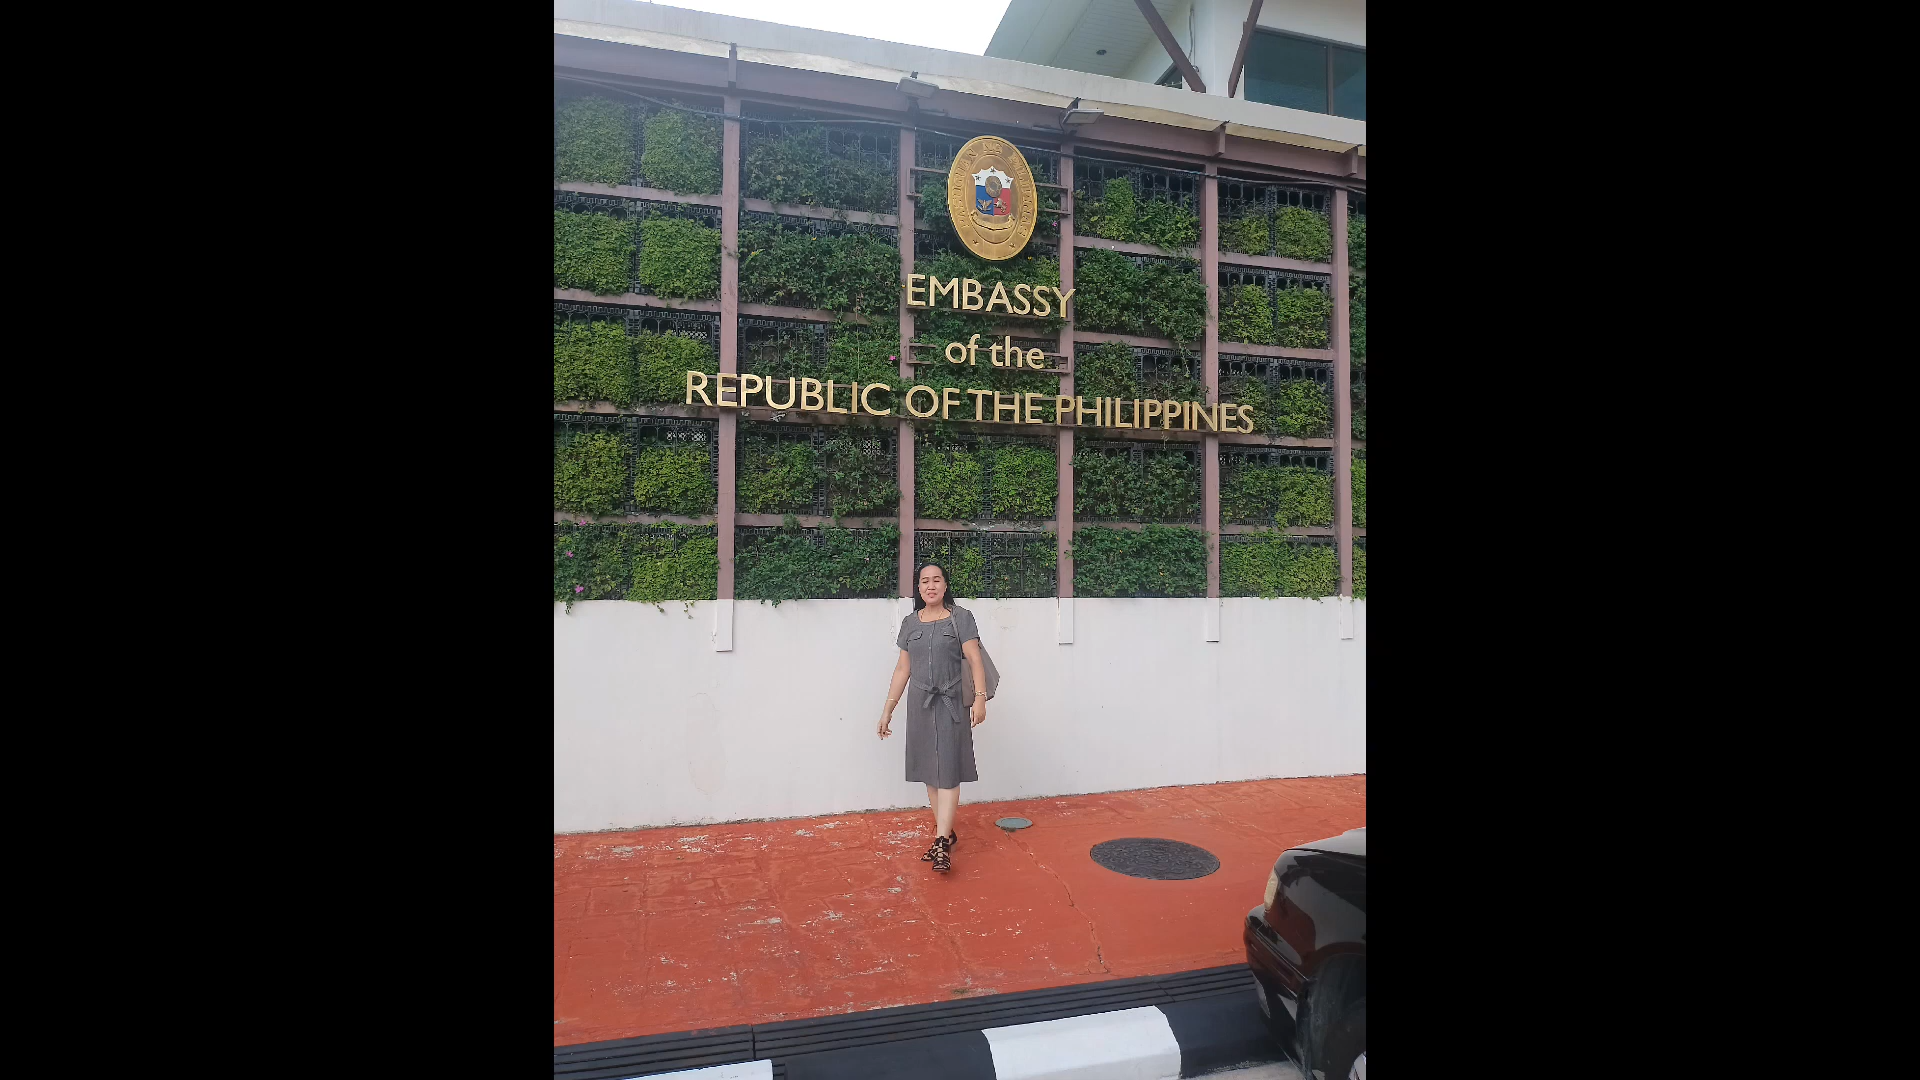 EMBASSY
of the
REPUBLIC OF THE PHILIPPINES